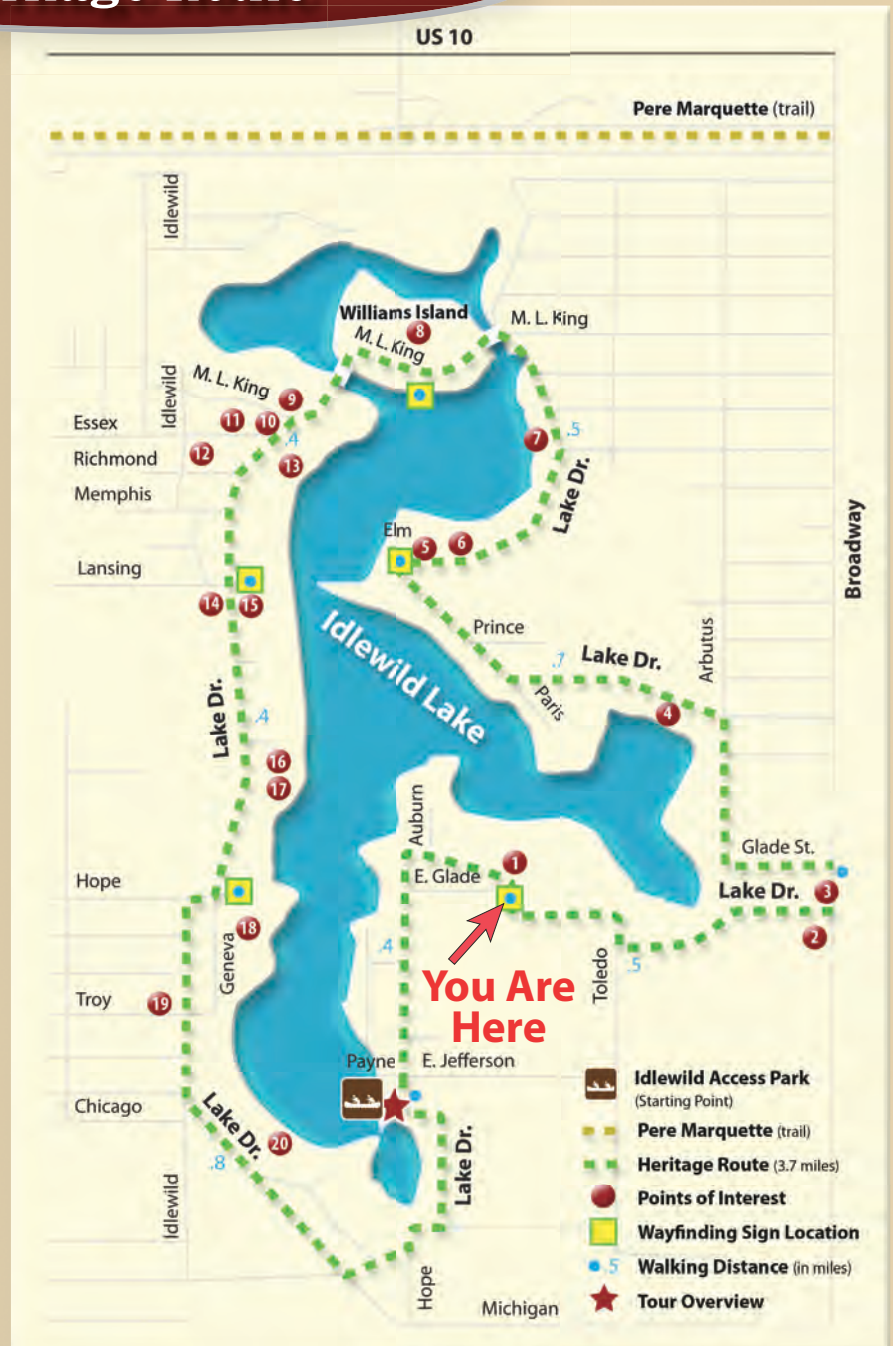 US 10
Pere Marquette (trail)
Idlewild
Williams Island
8
M. L. King
M. L. King
M. L. King
Idlewild
9
Essex
11
10
.4
7
.5
Richmond
12
13
Lake Dr.
Memphis
Elm
5
6
Broadway
Lansing
14
15
Idlewild Lake
Prince
Lake Dr.
Arbutus
Paris
4
Lake Dr.
.4
16
17
Auburn
Glade St.
1
E. Glade
Hope
Lake Dr.
3
2
18
Geneva
.4
You Are
Here
Toledo
.5
Troy
19
Payne
E. Jefferson
Chicago
Lake Dr.
20
.8
Idlewild
Lake Dr.
Hope
Michigan
Idlewild Access Park
(Starting Point)
Pere Marquette (trail)
Heritage Route (3.7 miles)
Points of Interest
Wayfinding Sign Location
.5 Walking Distance (in miles)
Tour Overview